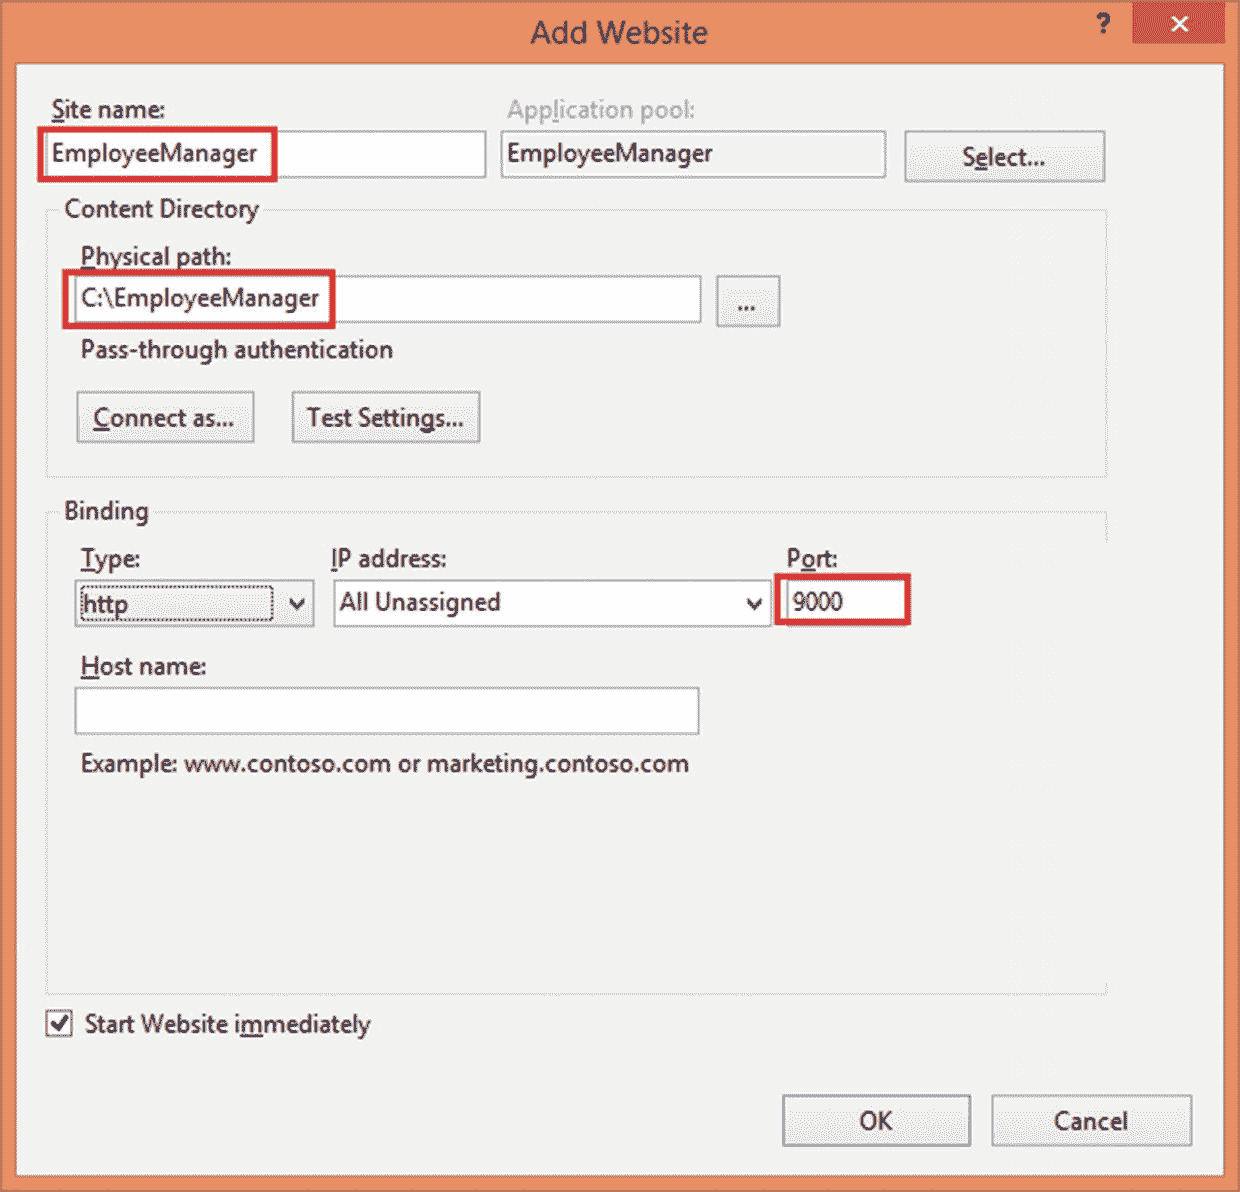 Add Website
?
Site name:
Application pool:
EmployeeManager
EmployeeManager
Select...
Content Directory
Physical path:
C:\EmployeeManager
...
Pass-through authentication
Connect as...
Test Settings...
Binding
Type:
IP address:
Port:
http
All Unassigned
9000
Host name:
Example: www.contoso.com or marketing.contoso.com
Start Website immediately
OK
Cancel